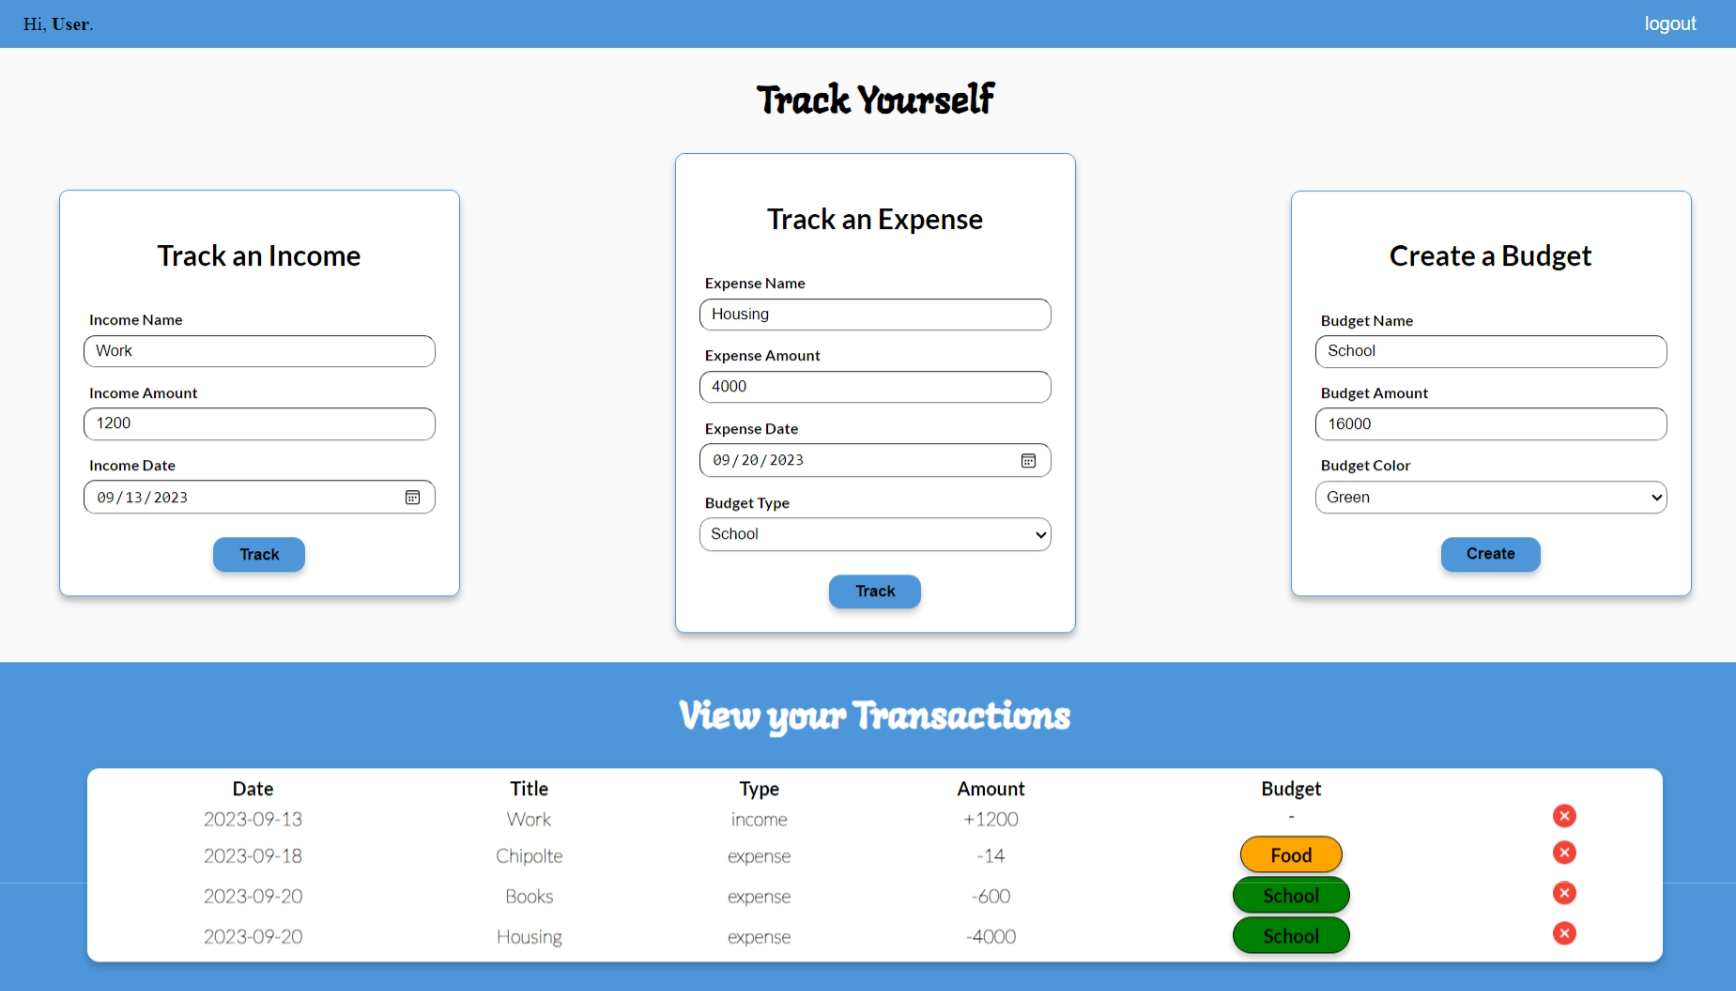 Hi, User.
logout
Track Yourself
Track an Income
Income Name
Work
Income Amount
1200
Income Date
09/13/2023
Track
Track an Expense
Expense Name
Housing
Expense Amount
4000
Expense Date
09/20/2023
Budget Type
School
Track
Create a Budget
Budget Name
School
Budget Amount
16000
Budget Color
Green
Create
View your Transactions
Date Title Type Amount Budget
2023-09-13 Work income +1200 -
2023-09-18 Chipolte expense -14 Food
2023-09-20 Books expense -600 School
2023-09-20 Housing expense -4000 School